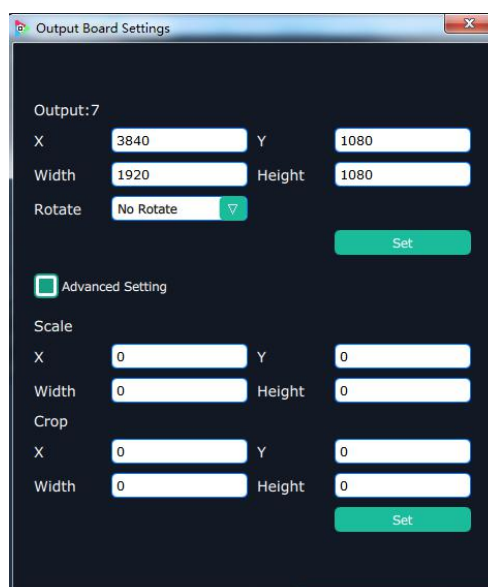 Output Board Settings
Output:7
X 3840 Y 1080
Width 1920 Height 1080
Rotate No Rotate
Set
Advanced Setting
Scale
X 0 Y 0
Width 0 Height 0
Crop
X 0 Y 0
Width 0 Height 0
Set